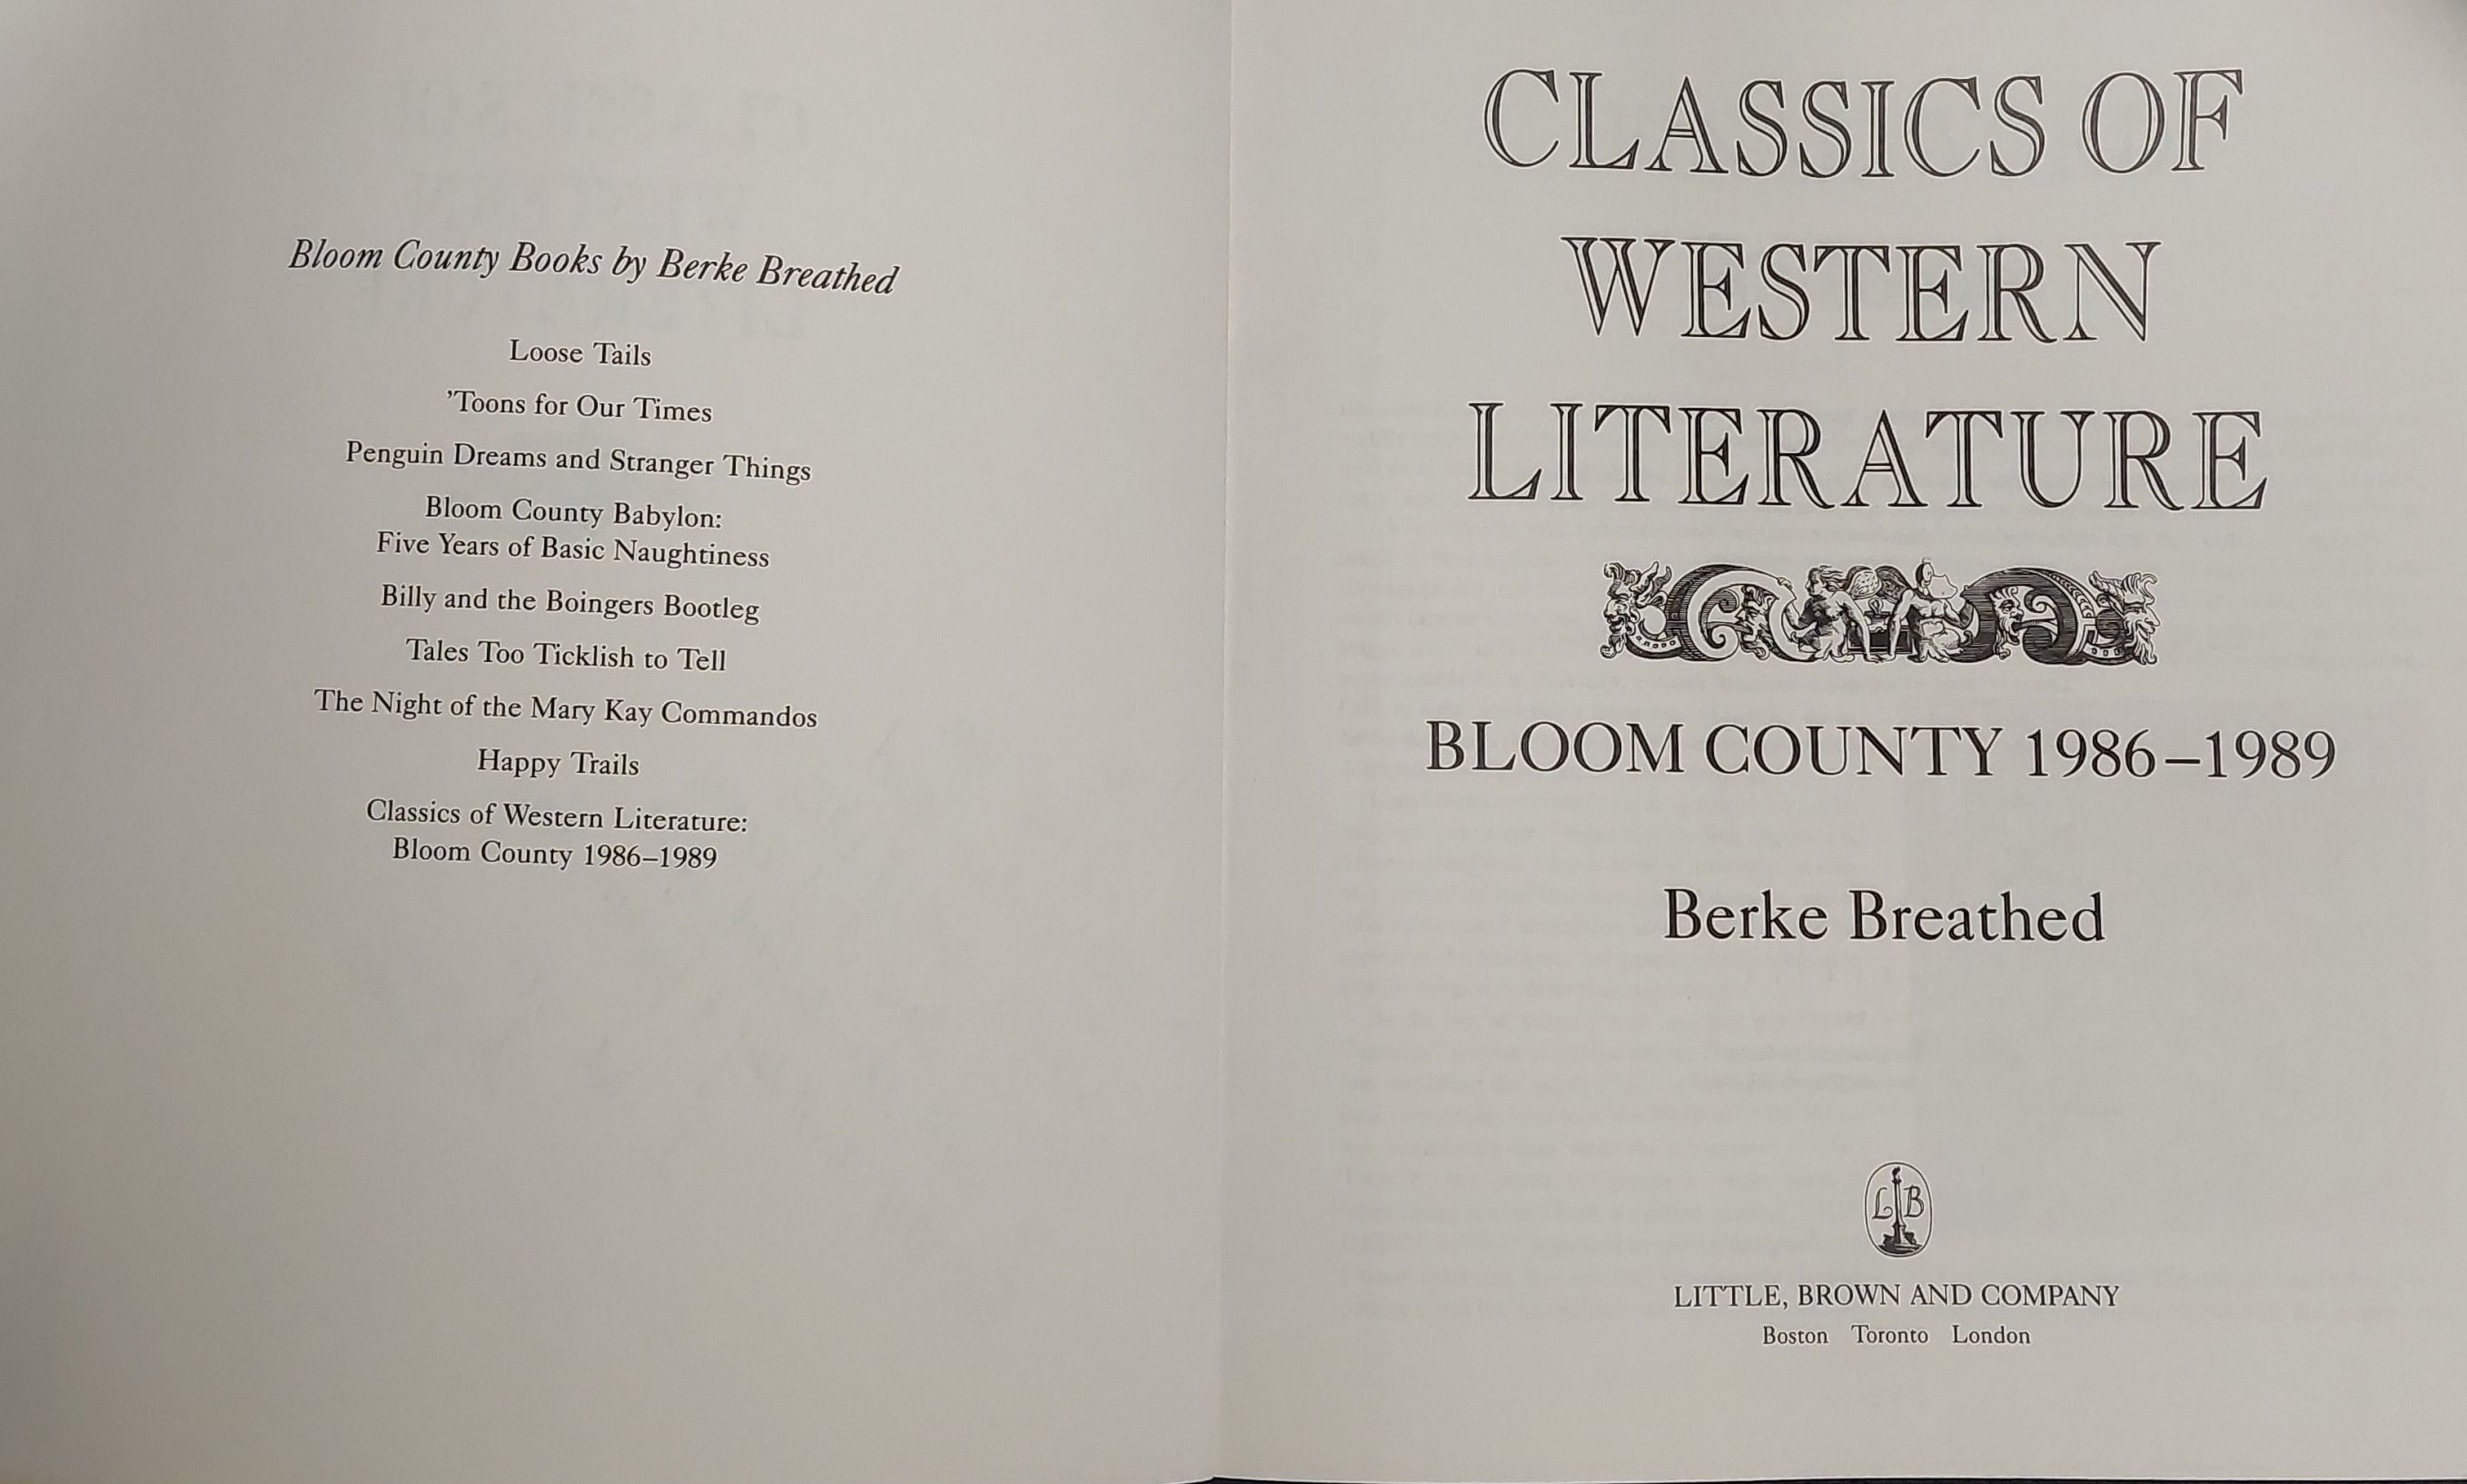 Bloom County Books by Berke Breathed
Loose Tails
’Toons for Our Times
Penguin Dreams and Stranger Things
Bloom County Babylon:
Five Years of Basic Naughtiness
Billy and the Boingers Bootleg
Tales Too Ticklish to Tell
The Night of the Mary Kay Commandos
Happy Trails
Classics of Western Literature:
Bloom County 1986–1989
CLASSICS OF
WESTERN
LITERATURE
BLOOM COUNTY 1986–1989
Berke Breathed
L B
LITTLE, BROWN AND COMPANY
Boston Toronto London